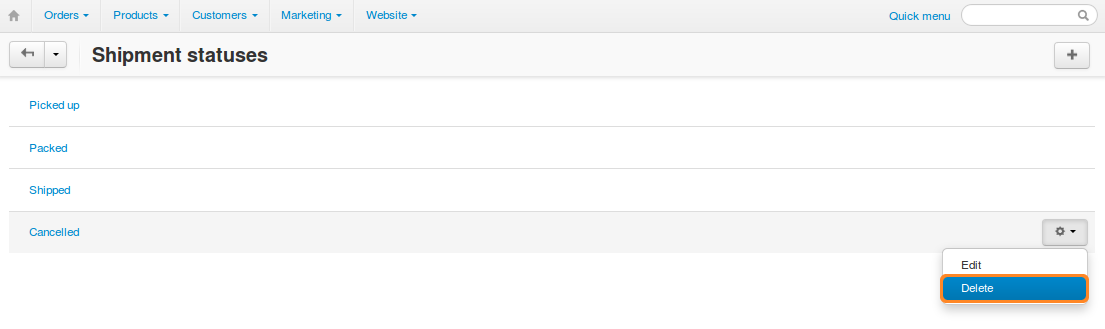 Orders Products Customers Marketing Website Quick menu
Shipment statuses
Picked up
Packed
Shipped
Cancelled
Edit
Delete